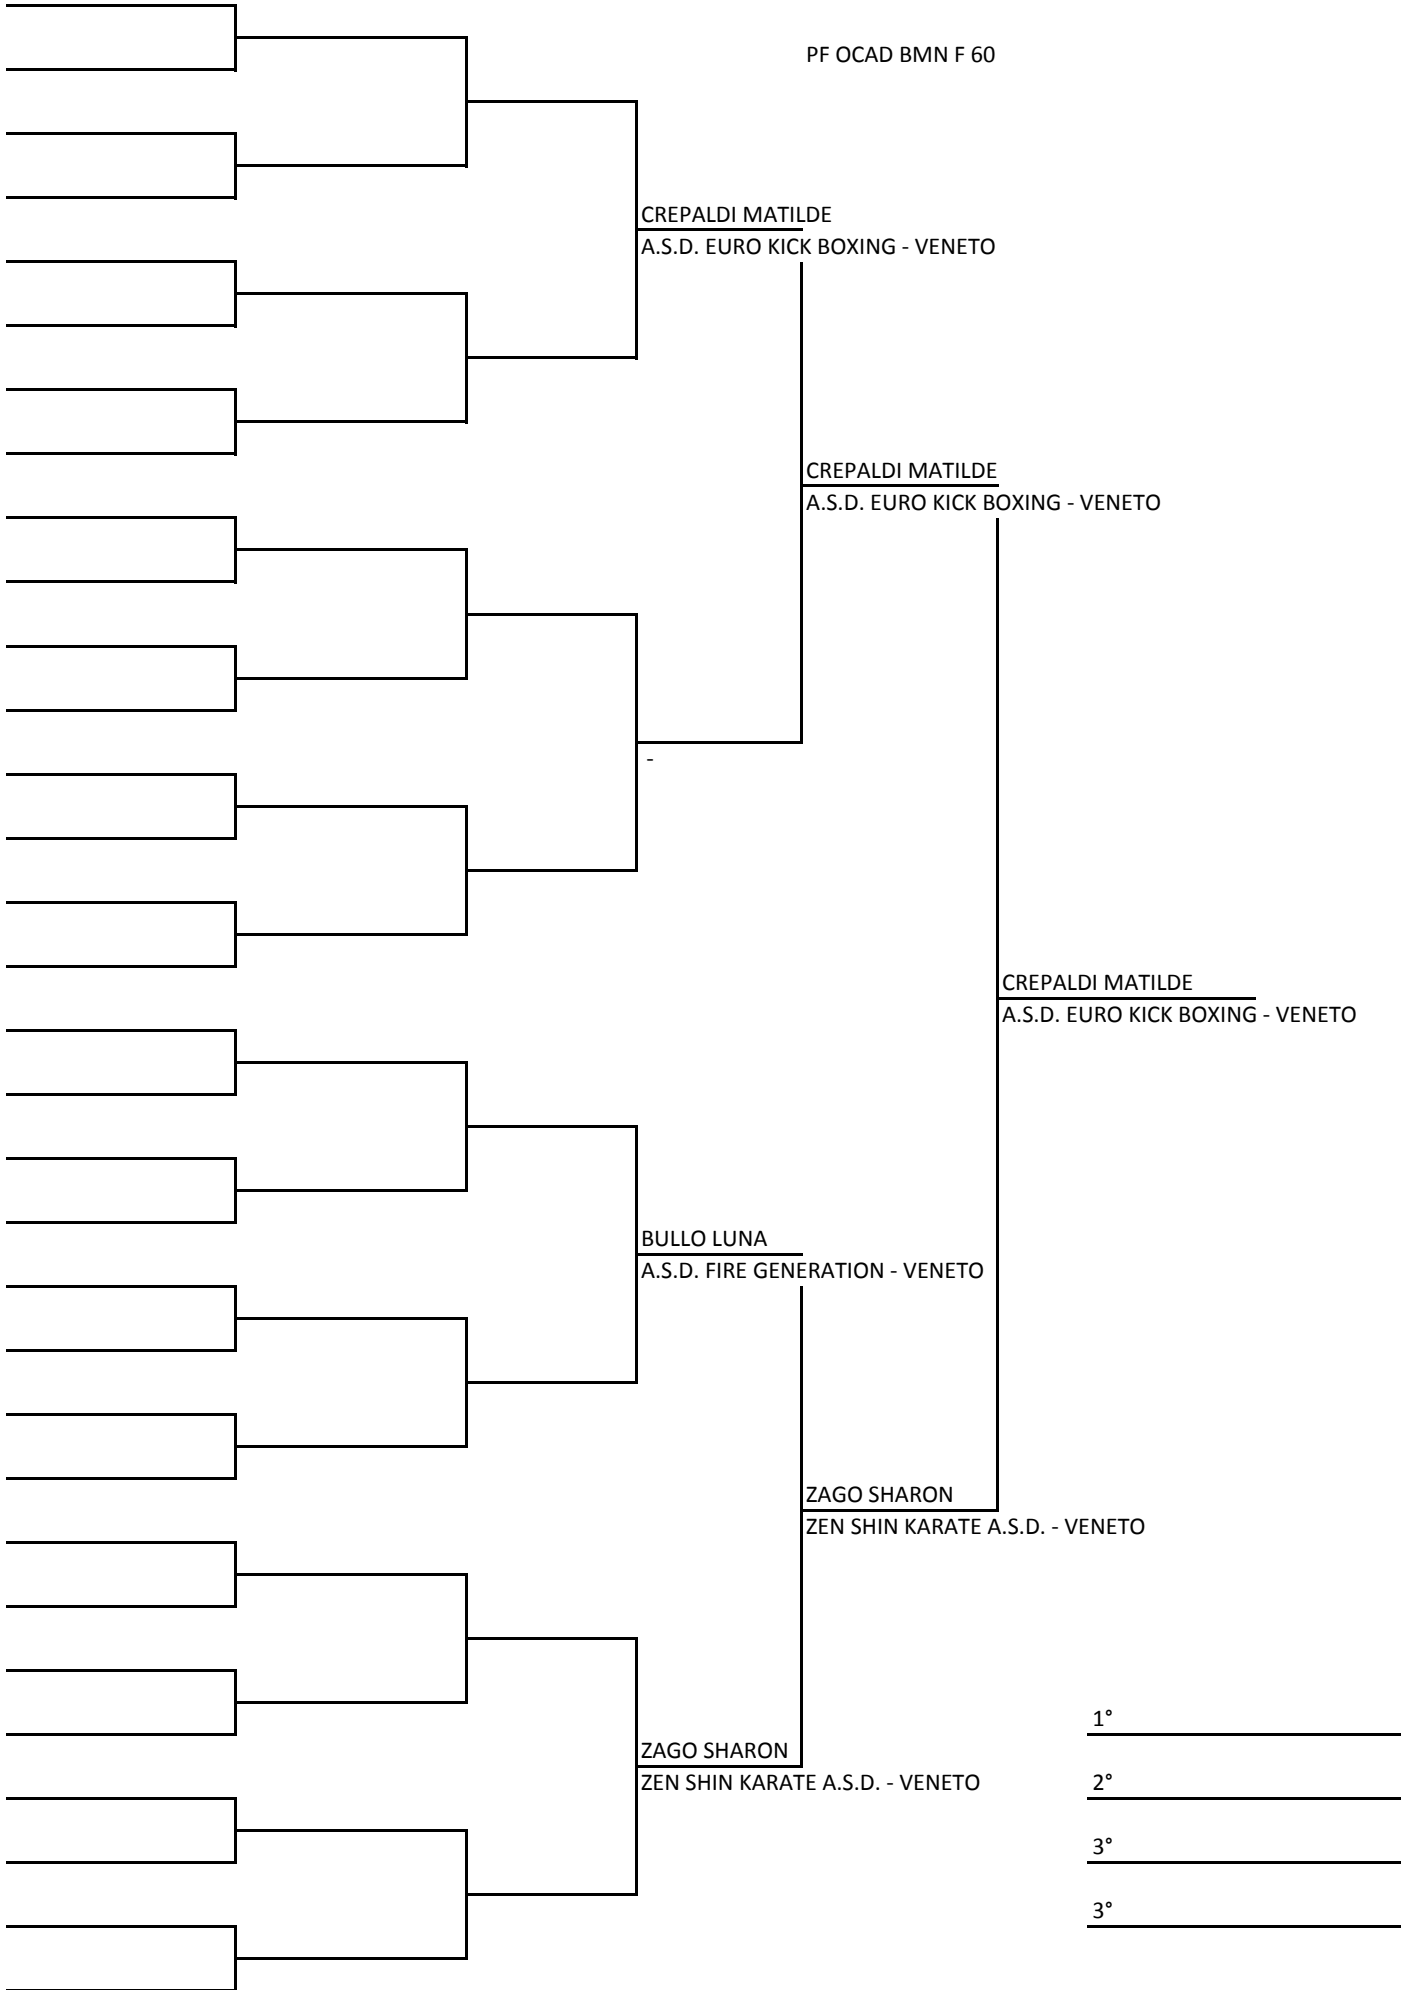 PF OCAD BMN F 60
CREPALDI MATILDE
A.S.D. EURO KICK BOXING - VENETO
CREPALDI MATILDE
A.S.D. EURO KICK BOXING - VENETO
-
CREPALDI MATILDE
A.S.D. EURO KICK BOXING - VENETO
BULLO LUNA
A.S.D. FIRE GENERATION - VENETO
ZAGO SHARON
ZEN SHIN KARATE A.S.D. - VENETO
1°
ZAGO SHARON
ZEN SHIN KARATE A.S.D. - VENETO
2°
3°
3°